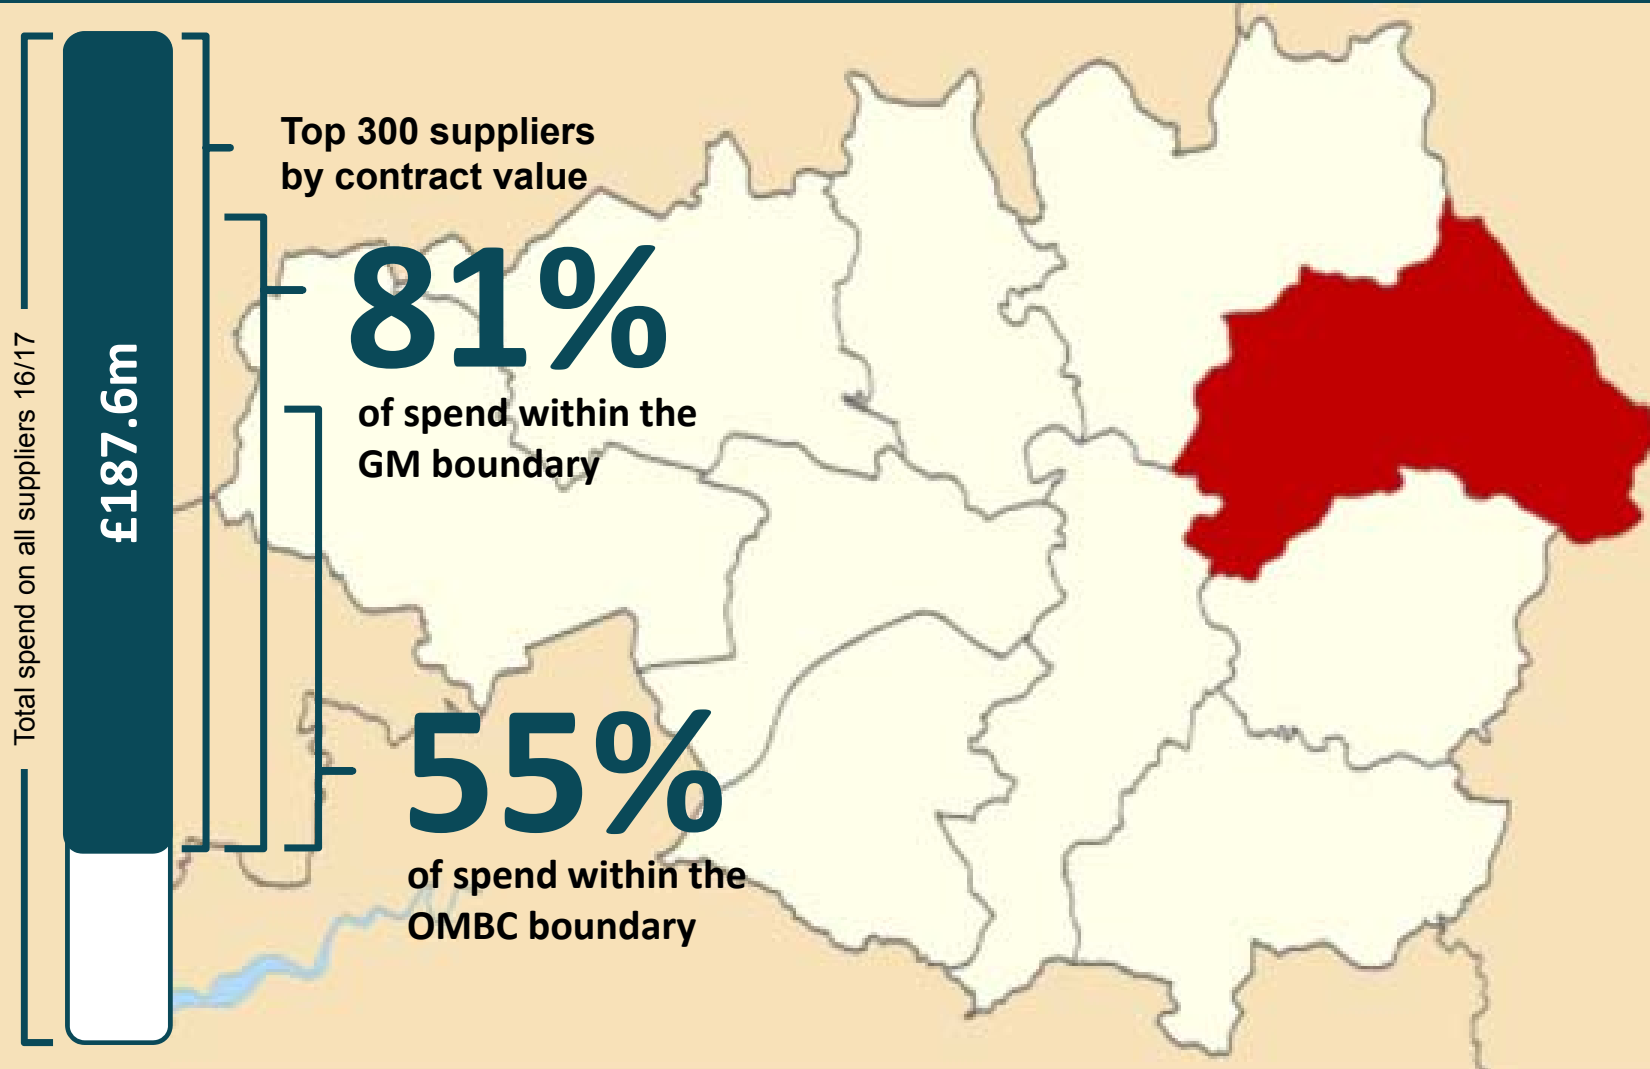 Total spend on all suppliers 16/17
£187.6m
Top 300 suppliers
by contract value
81%
of spend within the
GM boundary
55%
of spend within the
OMBC boundary